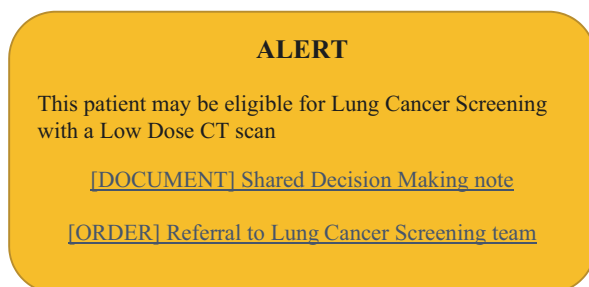 ALERT
This patient may be eligible for Lung Cancer Screening
with a Low Dose CT scan
[DOCUMENT] Shared Decision Making note
[ORDER] Referral to Lung Cancer Screening team